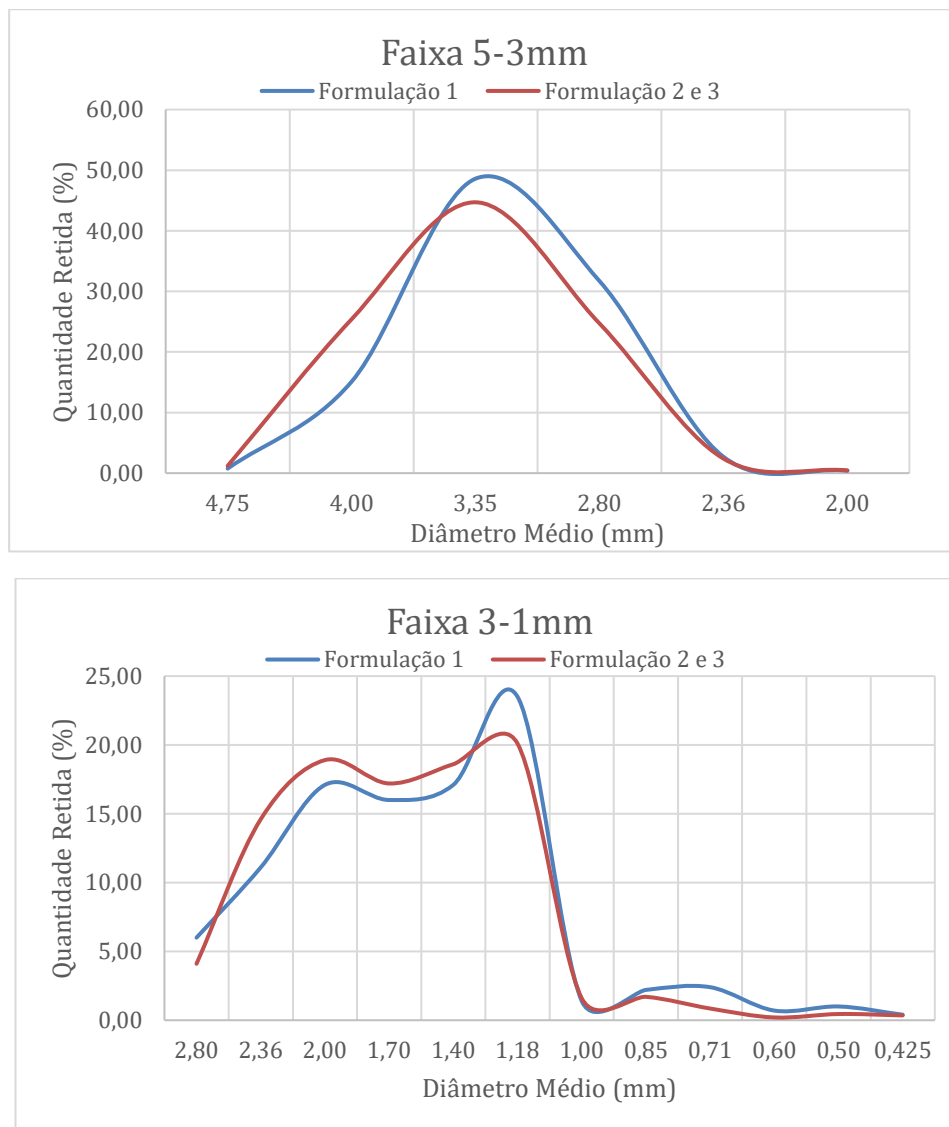 Faixa 5-3mm
Formulação 1 Formulação 2 e 3
60,00
50,00
40,00
30,00
20,00
10,00
0,00
Quantidade Retida (%)
4,75 4,00 3,35 2,80 2,36 2,00
Diâmetro Médio (mm)
Faixa 3-1mm
Formulação 1 Formulação 2 e 3
25,00
20,00
15,00
10,00
5,00
0,00
Quantidade Retida (%)
2,80 2,36 2,00 1,70 1,40 1,18 1,00 0,85 0,71 0,60 0,50 0,425
Diâmetro Médio (mm)